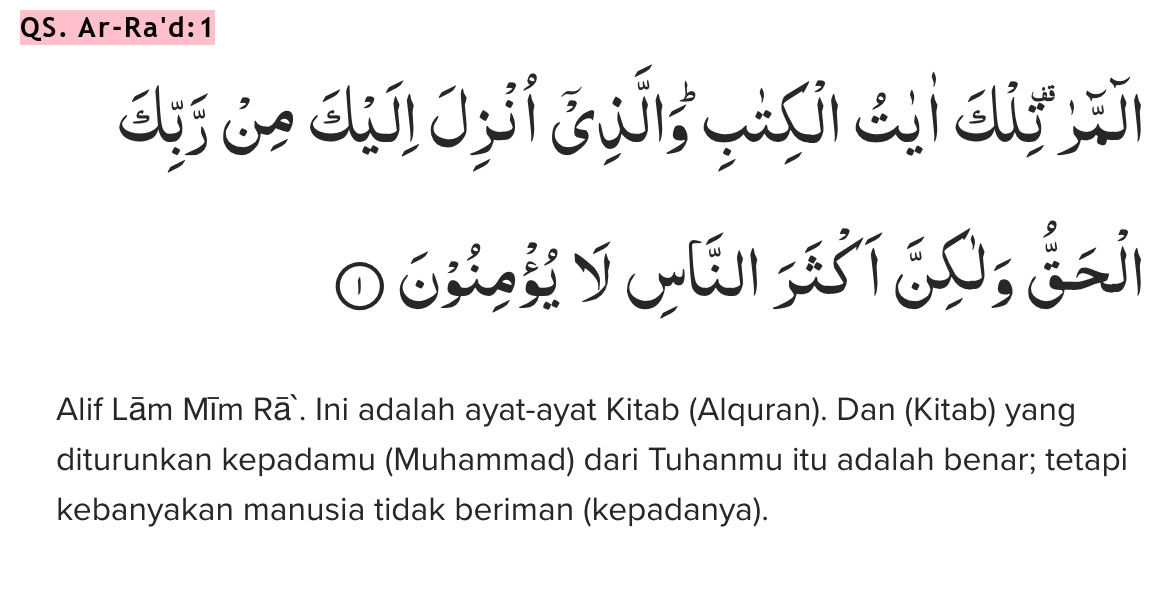 QS. Ar-Ra'd:1
الۤمّۤرٰ ۗتِلْكَ اٰيٰتُ الْكِتٰبِۗ وَالَّذِيْٓ اُنْزِلَ اِلَيْكَ مِنْ رَّبِّكَ
الْحَقُّ وَلٰكِنَّ اَكْثَرَ النَّاسِ لَا يُؤْمِنُوْنَ ١
Alif Lām Mīm Rā`. Ini adalah ayat-ayat Kitab (Alquran). Dan (Kitab) yang
diturunkan kepadamu (Muhammad) dari Tuhanmu itu adalah benar; tetapi
kebanyakan manusia tidak beriman (kepadanya).